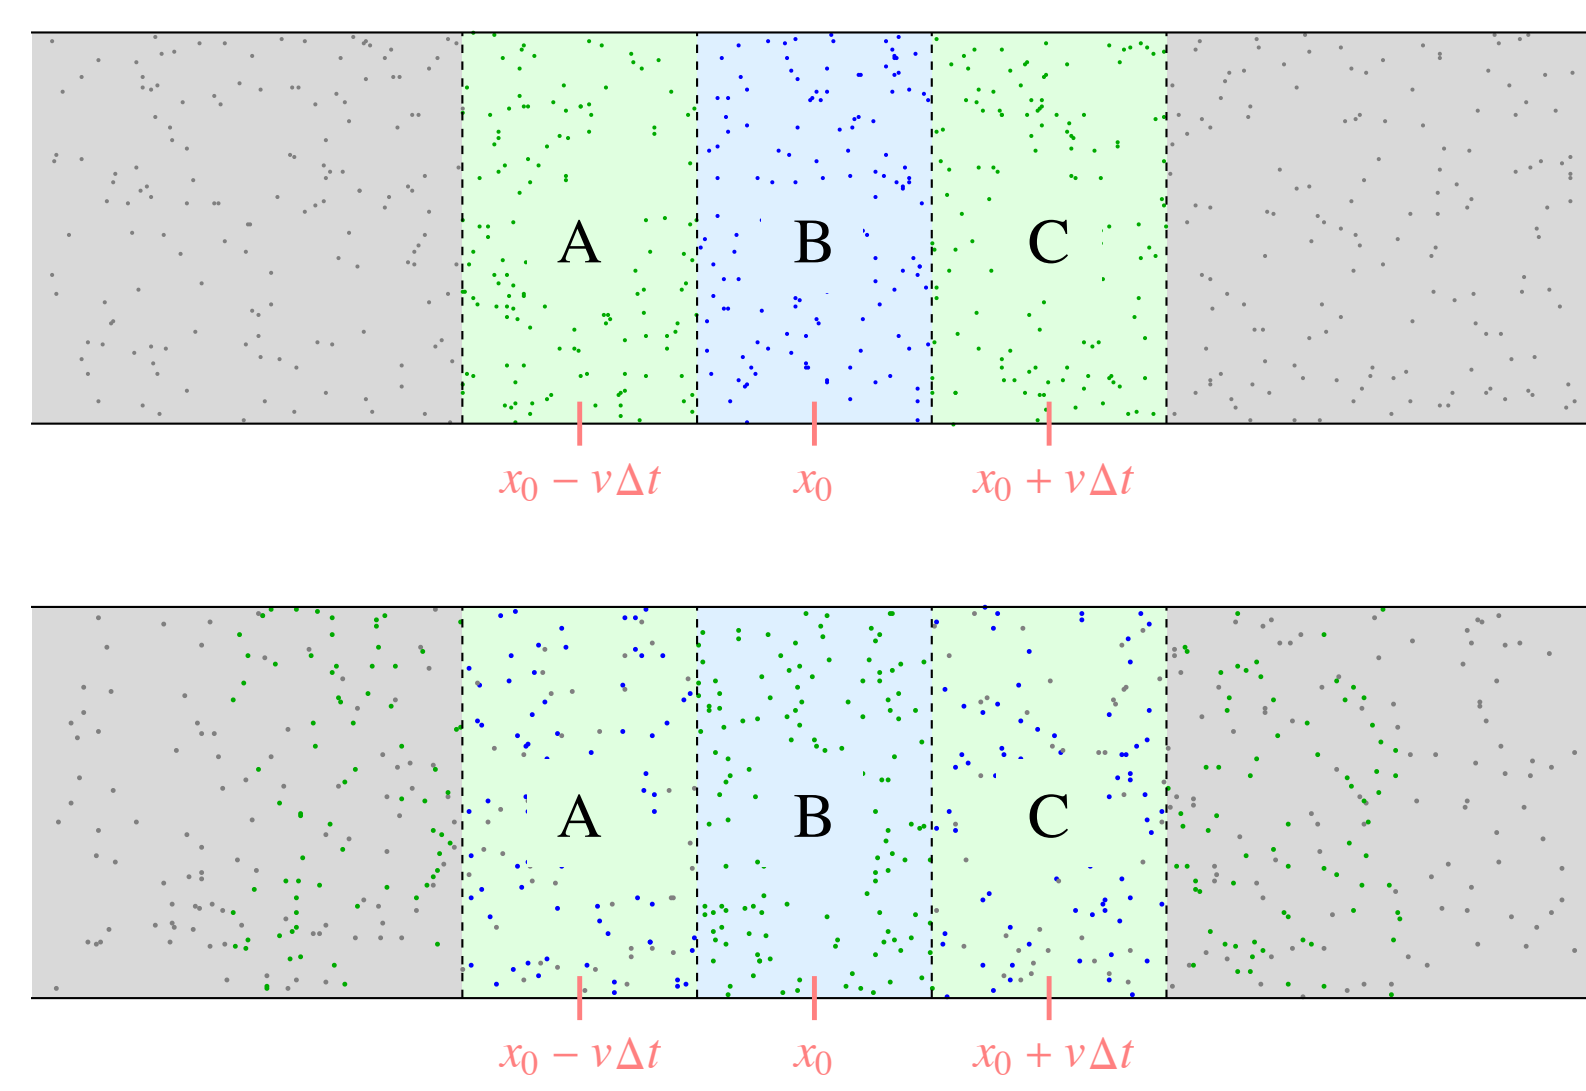 A B C
x₀ − vΔt x₀ x₀ + vΔt
A B C
x₀ − vΔt x₀ x₀ + vΔt